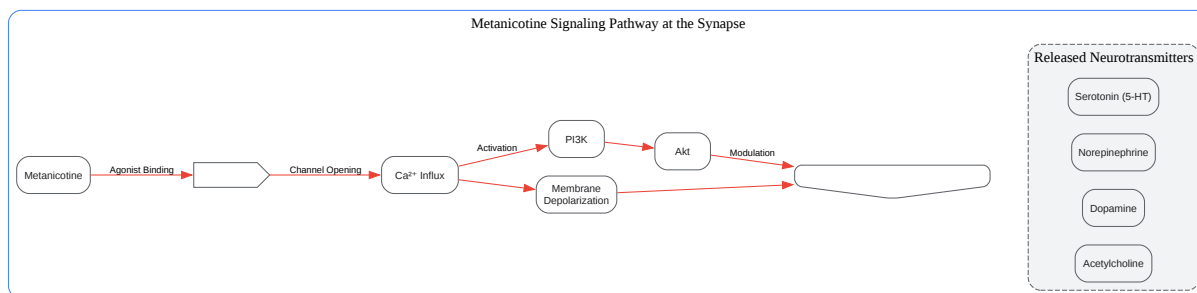 Metanicotine Signaling Pathway at the Synapse
Released Neurotransmitters
Serotonin (5-HT)
Norepinephrine
Dopamine
Acetylcholine
Metanicotine
Agonist Binding
Channel Opening
Ca²⁺ Influx
Activation
PI3K
Akt
Modulation
Membrane
Depolarization